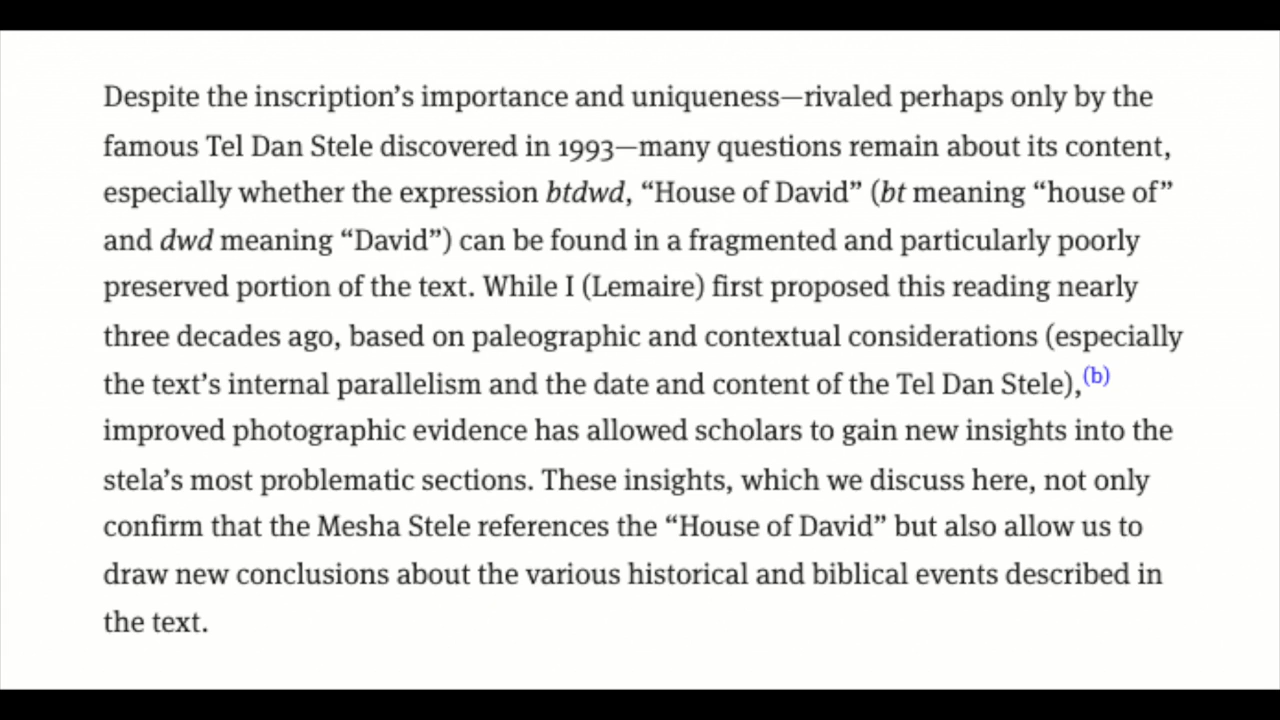 Despite the inscription’s importance and uniqueness—rivaled perhaps only by the
famous Tel Dan Stele discovered in 1993—many questions remain about its content,
especially whether the expression btdwd, “House of David” (bt meaning “house of”
and dwd meaning “David”) can be found in a fragmented and particularly poorly
preserved portion of the text. While I (Lemaire) first proposed this reading nearly
three decades ago, based on paleographic and contextual considerations (especially
the text’s internal parallelism and the date and content of the Tel Dan Stele),(b)
improved photographic evidence has allowed scholars to gain new insights into the
stela’s most problematic sections. These insights, which we discuss here, not only
confirm that the Mesha Stele references the “House of David” but also allow us to
draw new conclusions about the various historical and biblical events described in
the text.